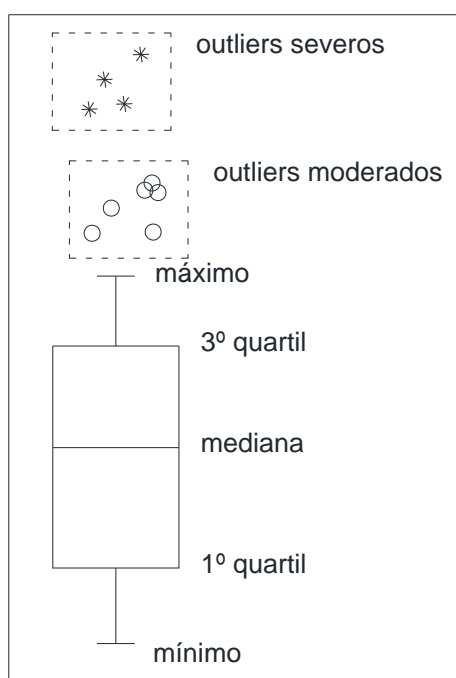 outliers severos
outliers moderados
máximo
3º quartil
mediana
1º quartil
mínimo